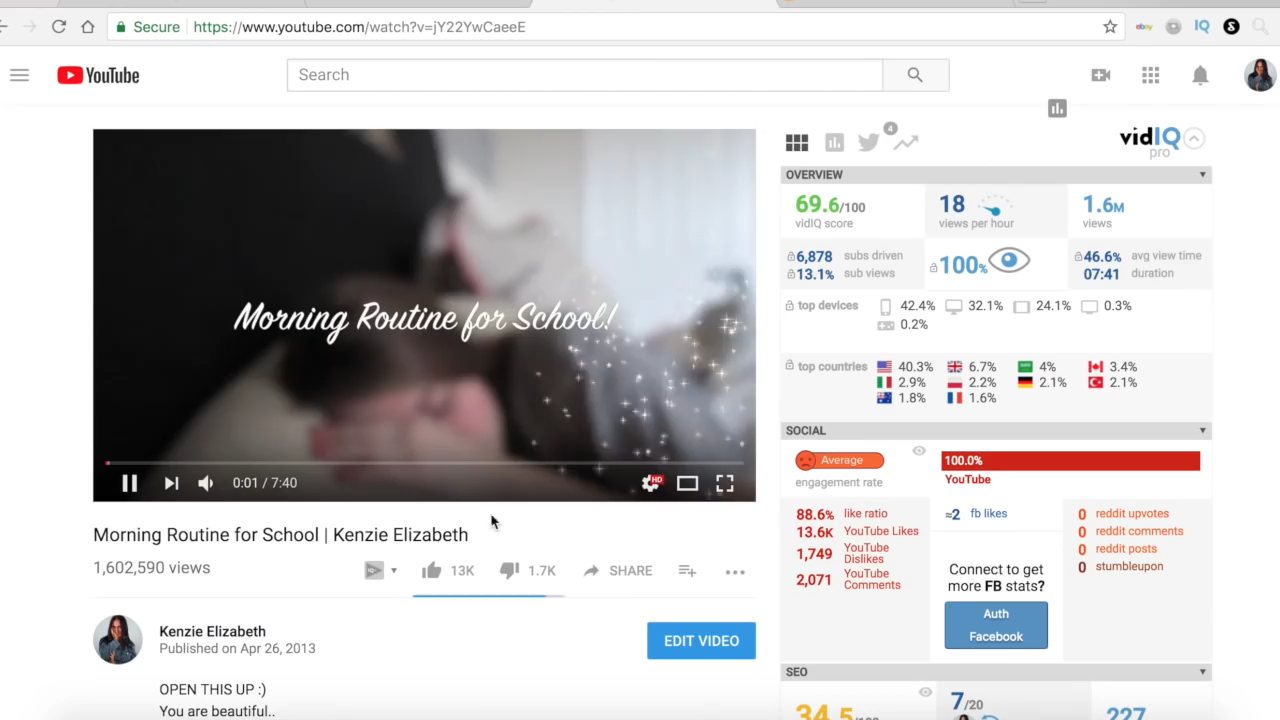 Secure https://www.youtube.com/watch?v=jY22YwCaeeE
ebay IQ S
YouTube
Search
Morning Routine for School!
0:01 / 7:40
HD
Morning Routine for School | Kenzie Elizabeth
1,602,590 views
13K 1.7K SHARE
Kenzie Elizabeth
Published on Apr 26, 2013
EDIT VIDEO
OPEN THIS UP :)
You are beautiful..
4
vidIQ
pro
OVERVIEW
69.6/100 18 1.6M
vidIQ score views per hour views
6,878 subs driven
13.1% sub views
100%
46.6% avg view time
07:41 duration
top devices 42.4% 32.1% 24.1% 0.3%
0.2%
top countries 40.3% 6.7% 4% 3.4%
2.9% 2.2% 2.1% 2.1%
1.8% 1.6%
SOCIAL
Average
engagement rate
100.0%
YouTube
88.6% like ratio
13.6K YouTube Likes
1,749 YouTube
Dislikes
2,071 YouTube
Comments
≈2 fb likes
Connect to get
more FB stats?
Auth
Facebook
0 reddit upvotes
0 reddit comments
0 reddit posts
0 stumbleupon
SEO
34.5/100 7/20 227